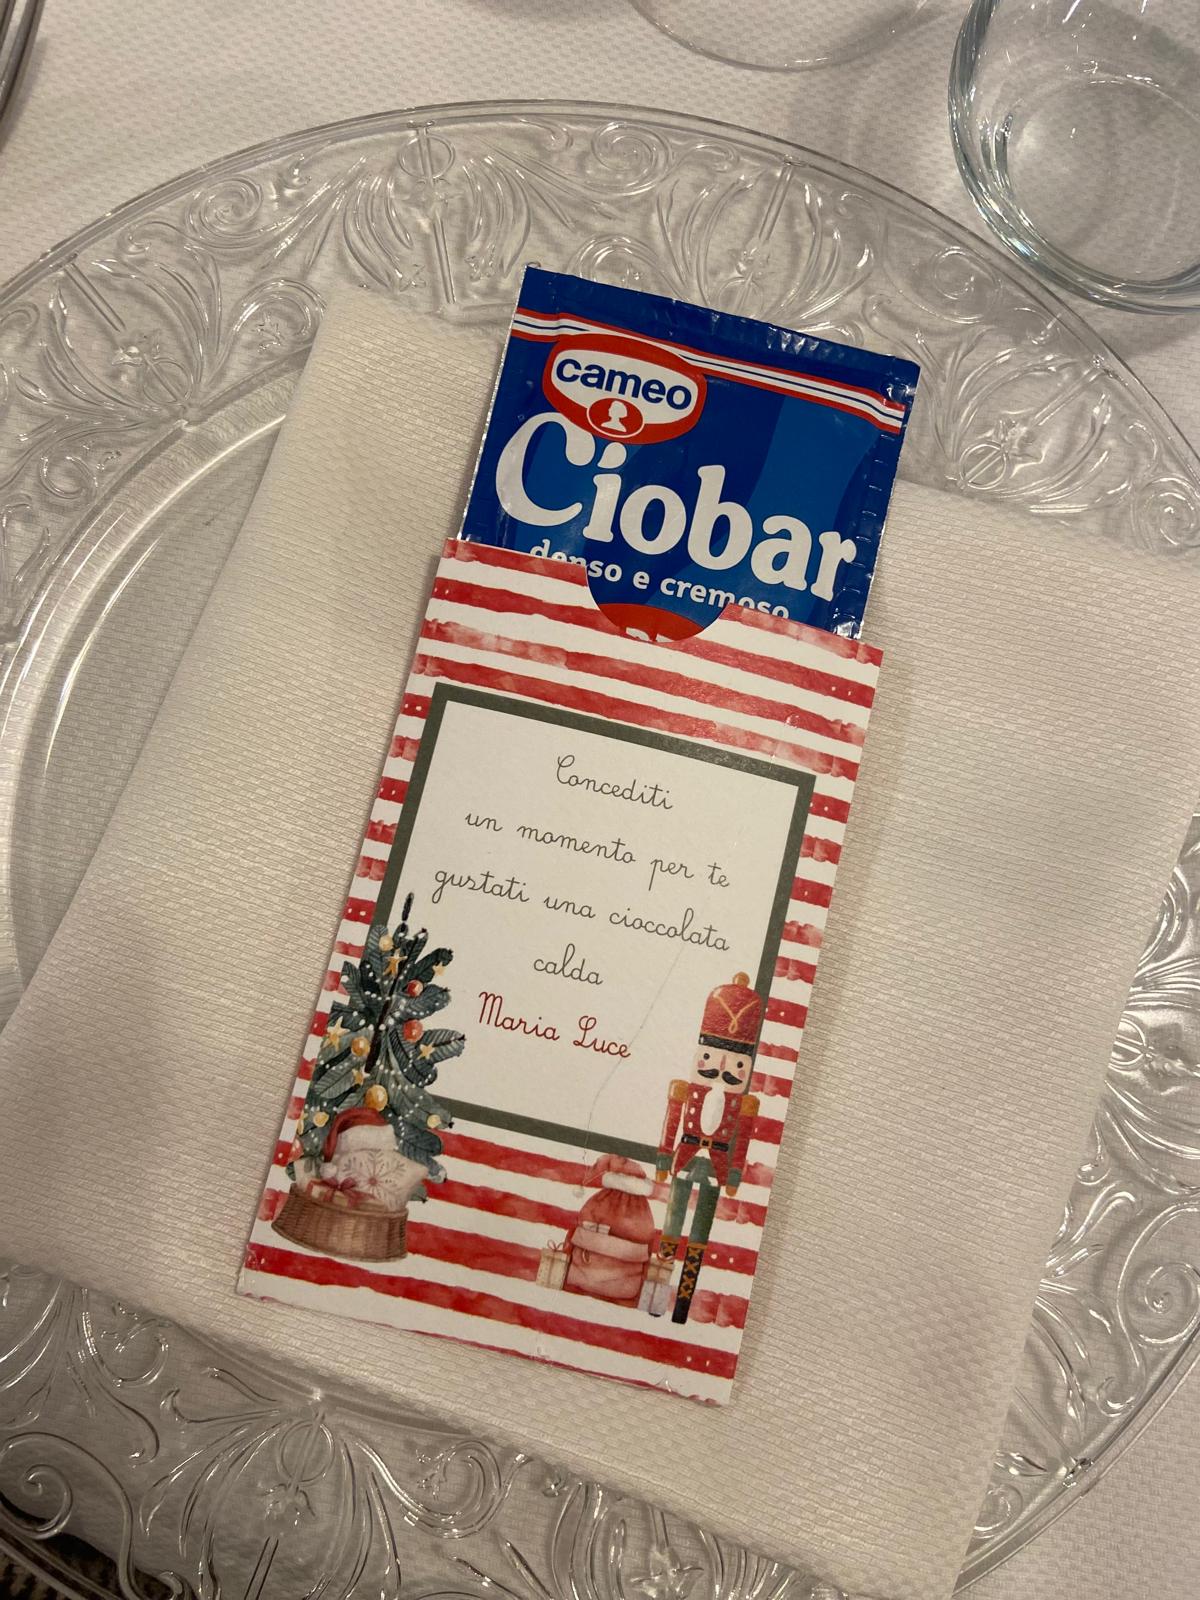 cameo
Ciobar
denso e cremoso
Concediti
un momento per te
gustati una cioccolata
calda
Maria Luce